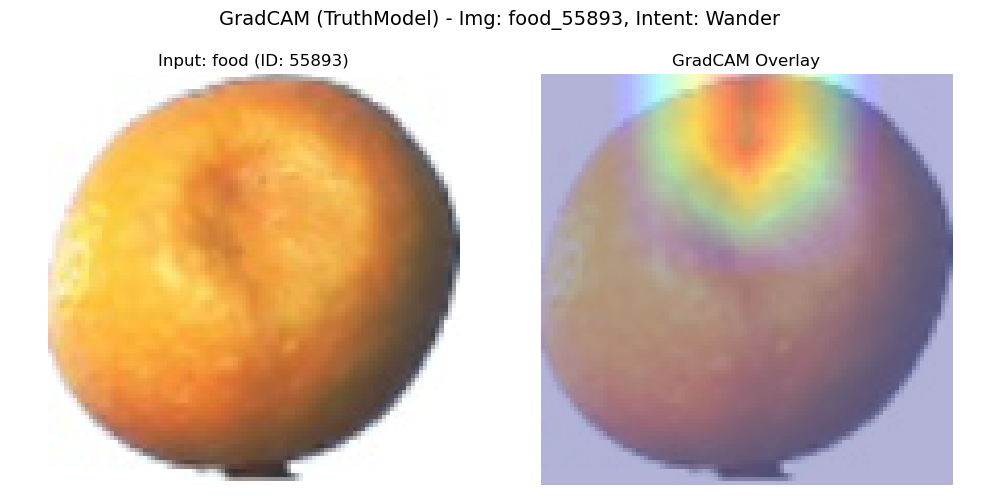 GradCAM (TruthModel) - Img: food_55893, Intent: Wander
Input: food (ID: 55893)
GradCAM Overlay